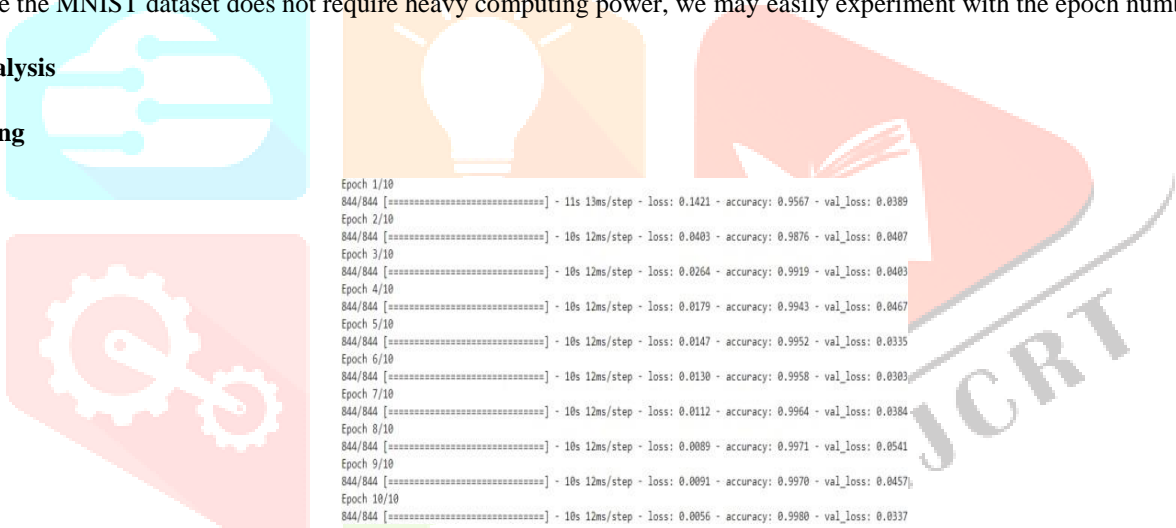 e the MNIST dataset does not require heavy computing power, we may easily experiment with the epoch num
alysis
ng
Epoch 1/10
844/844 [==============================] - 11s 13ms/step - loss: 0.1421 - accuracy: 0.9567 - val_loss: 0.0389
Epoch 2/10
844/844 [==============================] - 10s 12ms/step - loss: 0.0403 - accuracy: 0.9876 - val_loss: 0.0407
Epoch 3/10
844/844 [==============================] - 10s 12ms/step - loss: 0.0264 - accuracy: 0.9919 - val_loss: 0.0403
Epoch 4/10
844/844 [==============================] - 10s 12ms/step - loss: 0.0179 - accuracy: 0.9943 - val_loss: 0.0467
Epoch 5/10
844/844 [==============================] - 10s 12ms/step - loss: 0.0147 - accuracy: 0.9952 - val_loss: 0.0335
Epoch 6/10
844/844 [==============================] - 10s 12ms/step - loss: 0.0130 - accuracy: 0.9958 - val_loss: 0.0303
Epoch 7/10
844/844 [==============================] - 10s 12ms/step - loss: 0.0112 - accuracy: 0.9964 - val_loss: 0.0384
Epoch 8/10
844/844 [==============================] - 10s 12ms/step - loss: 0.0089 - accuracy: 0.9971 - val_loss: 0.0541
Epoch 9/10
844/844 [==============================] - 10s 12ms/step - loss: 0.0091 - accuracy: 0.9970 - val_loss: 0.0457
Epoch 10/10
844/844 [==============================] - 10s 12ms/step - loss: 0.0056 - accuracy: 0.9980 - val_loss: 0.0337
JCRT